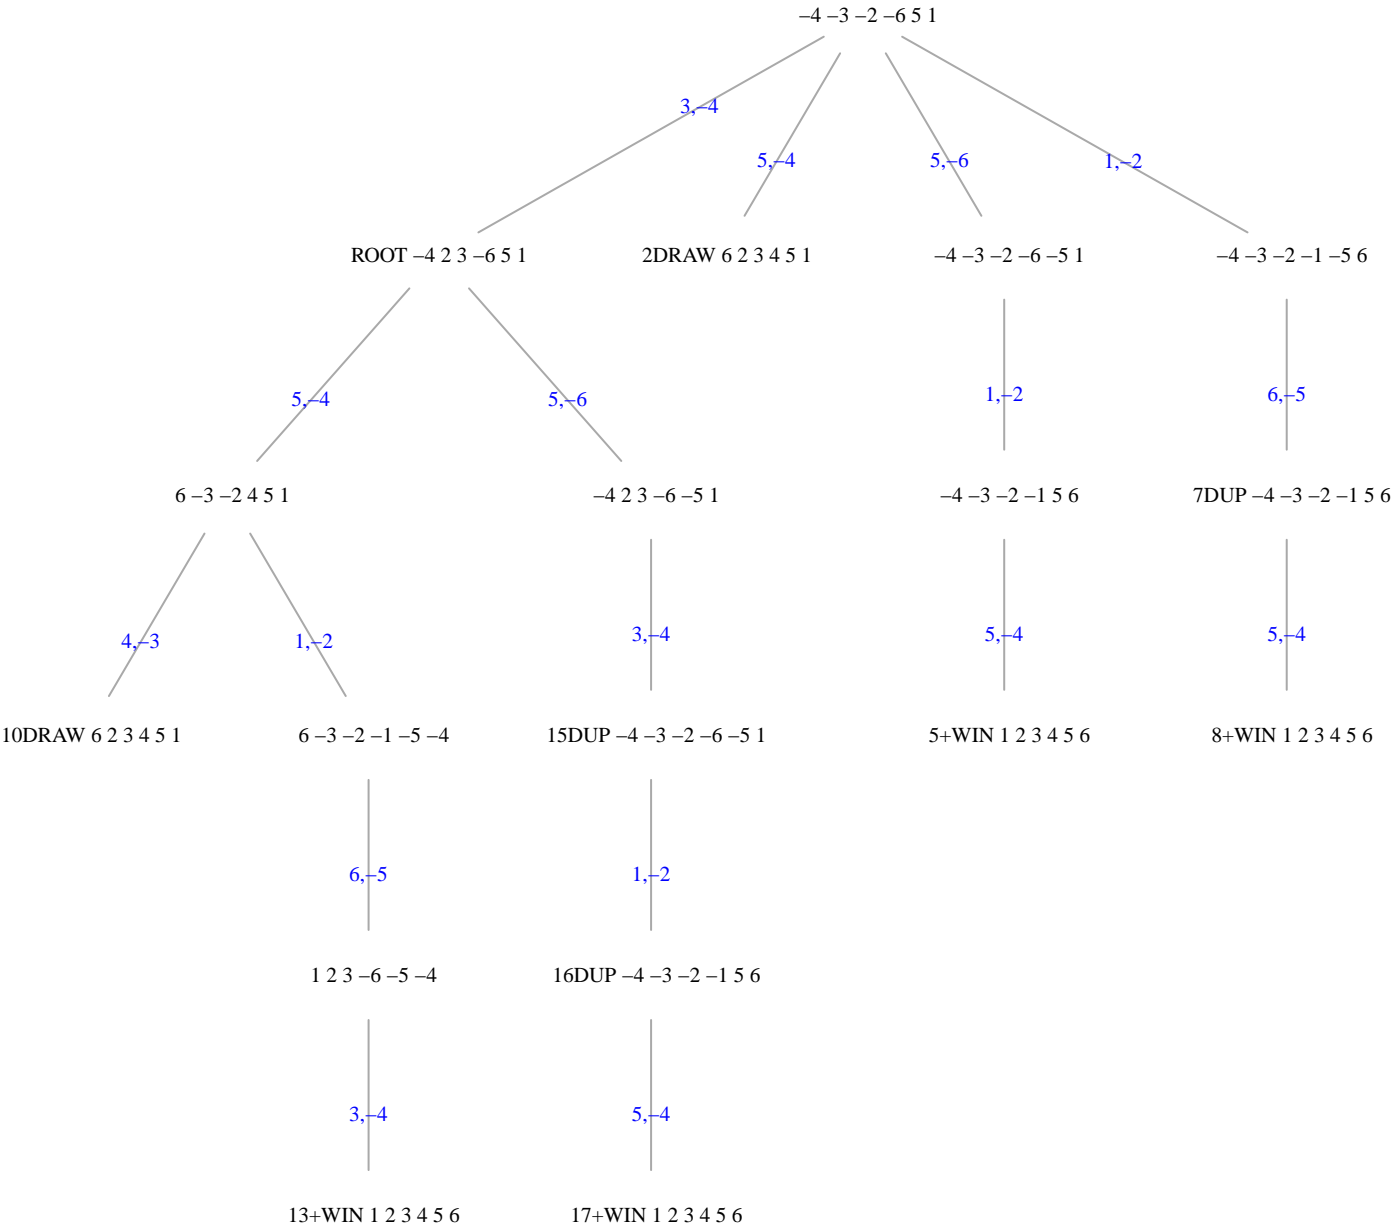 –4 –3 –2 –6 5 1
3,–4
5,–4
5,–6
1,–2
ROOT –4 2 3 –6 5 1
2DRAW 6 2 3 4 5 1
–4 –3 –2 –6 –5 1
–4 –3 –2 –1 –5 6
5,–4
5,–6
1,–2
6,–5
6 –3 –2 4 5 1
–4 2 3 –6 –5 1
–4 –3 –2 –1 5 6
7DUP –4 –3 –2 –1 5 6
4,–3
1,–2
3,–4
5,–4
5,–4
10DRAW 6 2 3 4 5 1
6 –3 –2 –1 –5 –4
15DUP –4 –3 –2 –6 –5 1
5+WIN 1 2 3 4 5 6
8+WIN 1 2 3 4 5 6
6,–5
1,–2
1 2 3 –6 –5 –4
16DUP –4 –3 –2 –1 5 6
3,–4
5,–4
13+WIN 1 2 3 4 5 6
17+WIN 1 2 3 4 5 6